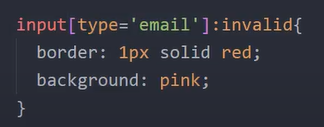 input[type='email']:invalid{
  border: 1px solid red;
  background: pink;
}